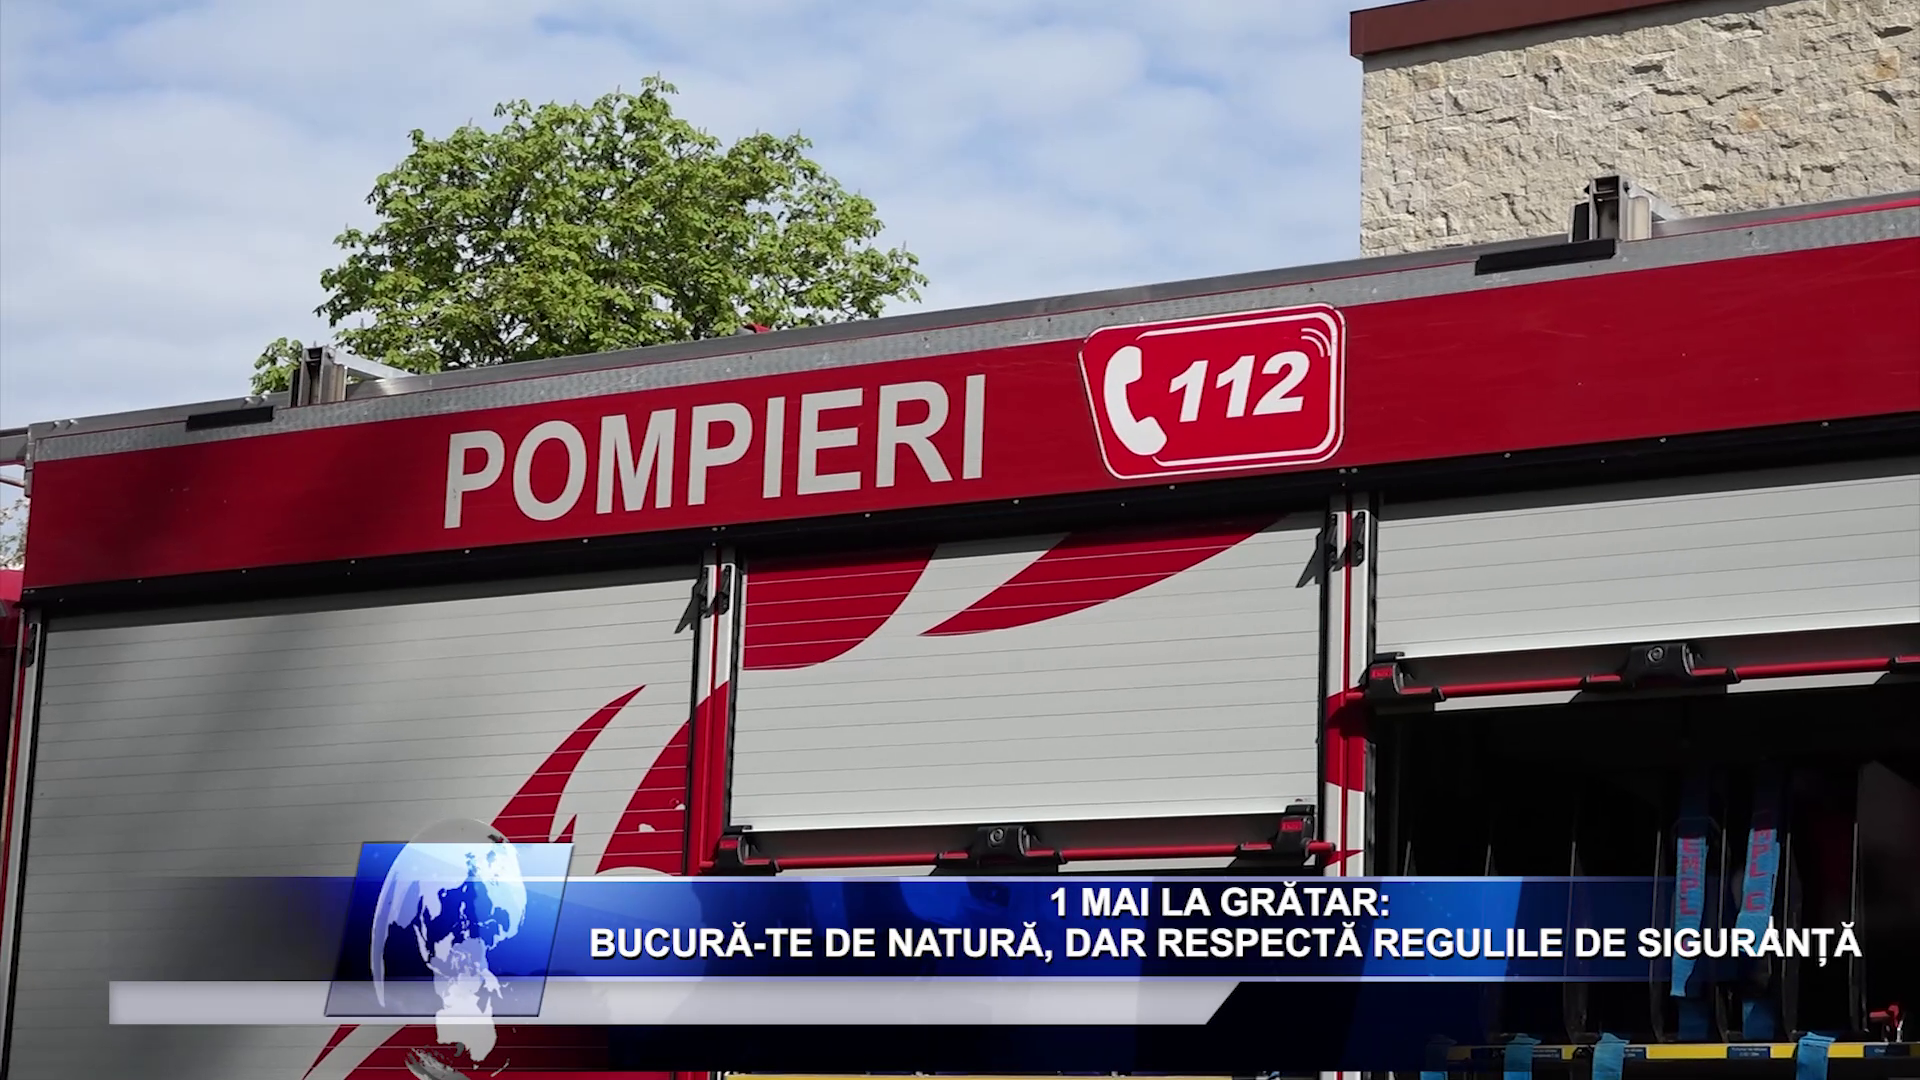 POMPIERI
112
1 MAI LA GRĂTAR:
BUCURĂ-TE DE NATURĂ, DAR RESPECTĂ REGULILE DE SIGURANȚĂ